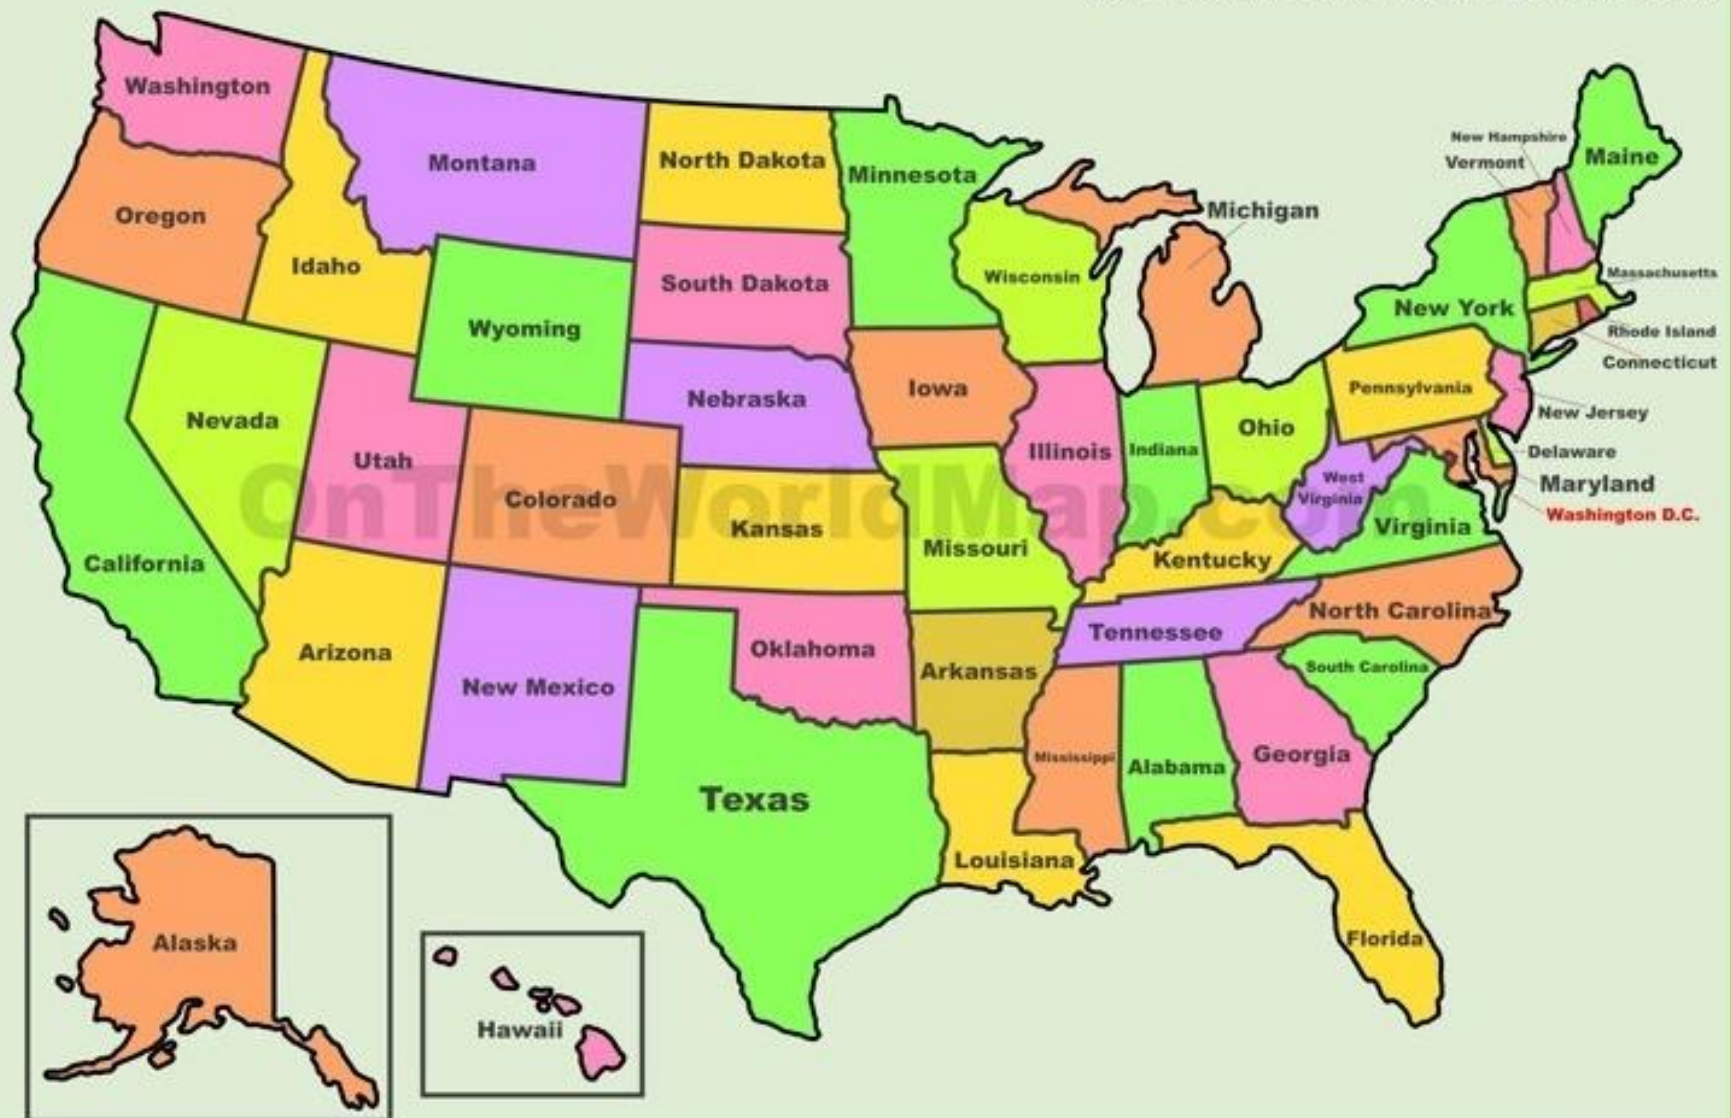 Washington
Montana
North Dakota
Minnesota
New Hampshire
Vermont
Maine
Oregon
Idaho
Michigan
South Dakota
Wisconsin
Massachusetts
Wyoming
New York
Rhode Island
Connecticut
Nebraska
Iowa
Pennsylvania
New Jersey
Nevada
Utah
Illinois
Indiana
Ohio
Delaware
West
Virginia
Maryland
Washington D.C.
OnTheWorldMap.com
Colorado
Kansas
Missouri
Kentucky
Virginia
California
Arizona
New Mexico
Oklahoma
Arkansas
Tennessee
North Carolina
South Carolina
Texas
Mississippi
Alabama
Georgia
Louisiana
Florida
Alaska
Hawaii